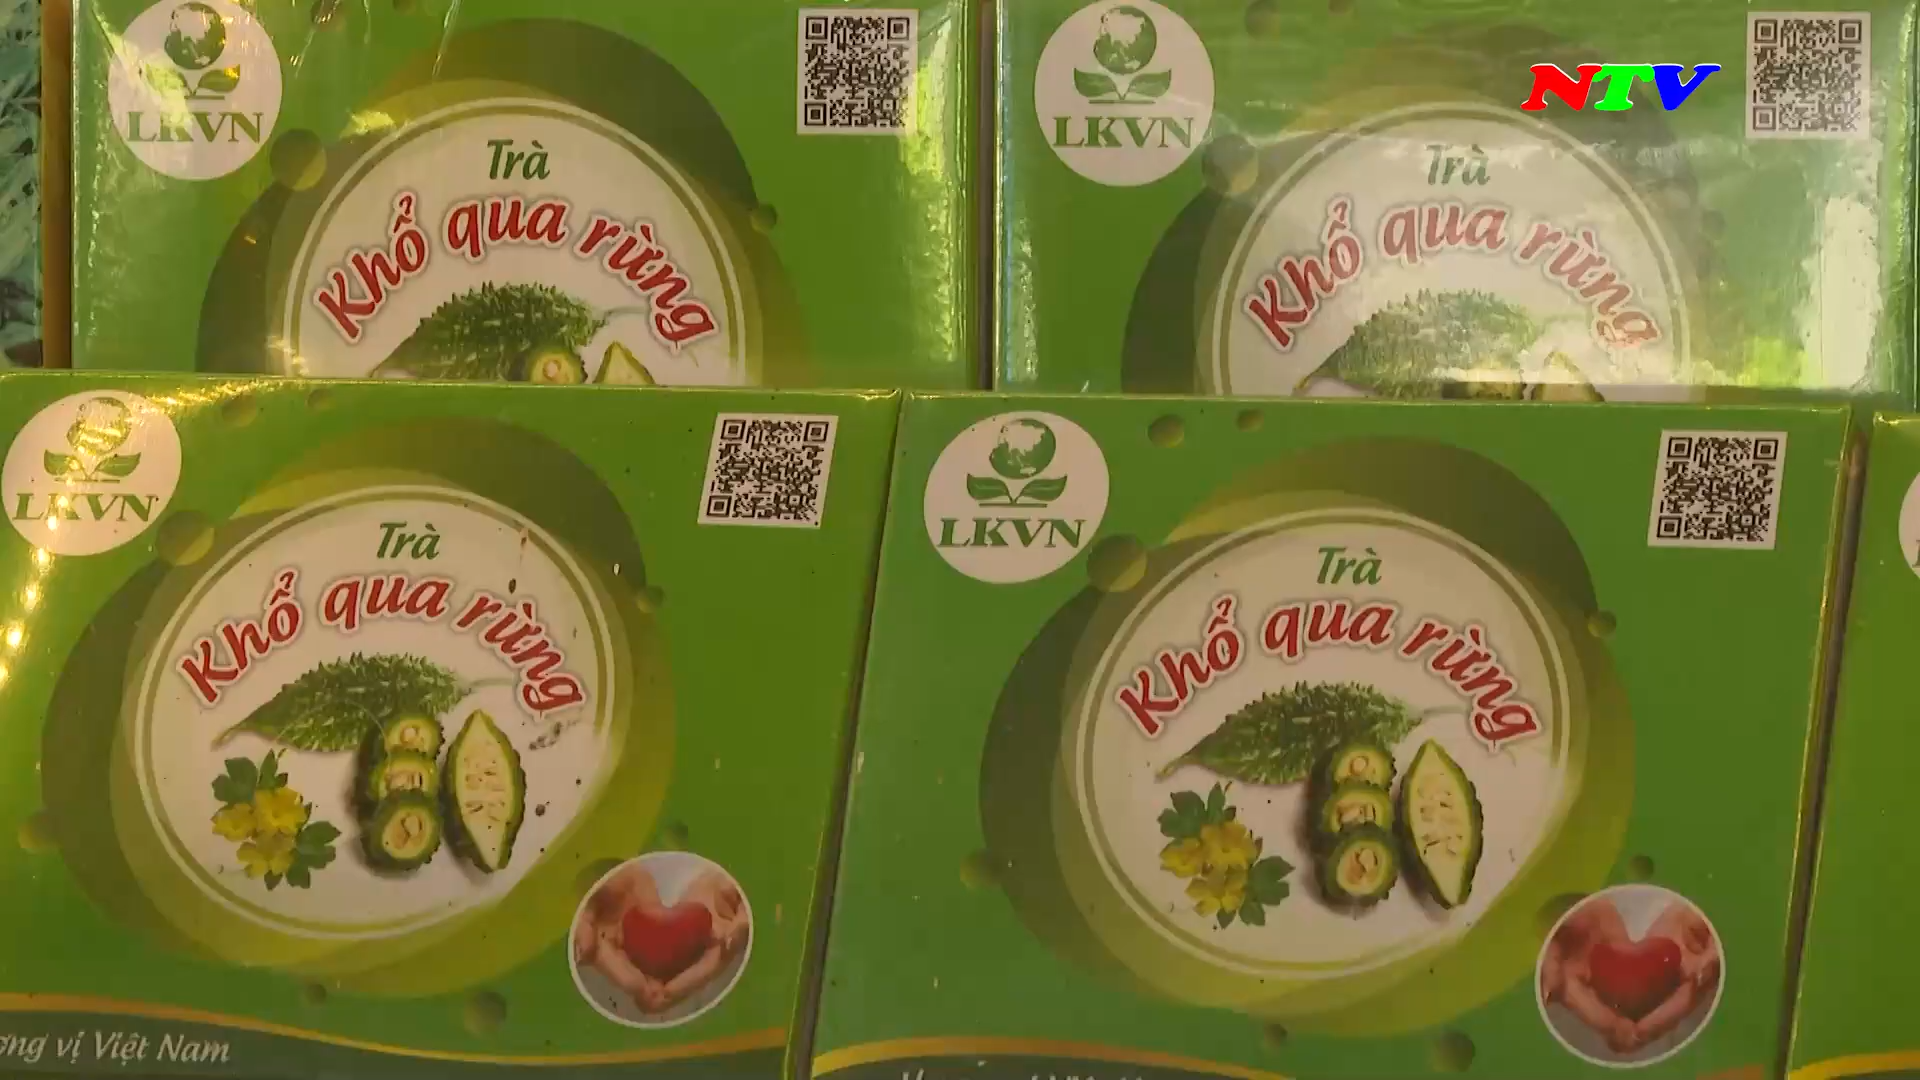 NTV
LKVN
Trà
Khổ qua rừng
LKVN
Trà
Khổ qua rừng
LKVN
Trà
Khổ qua rừng
vị Việt Nam
LKVN
Trà
Khổ qua rừng